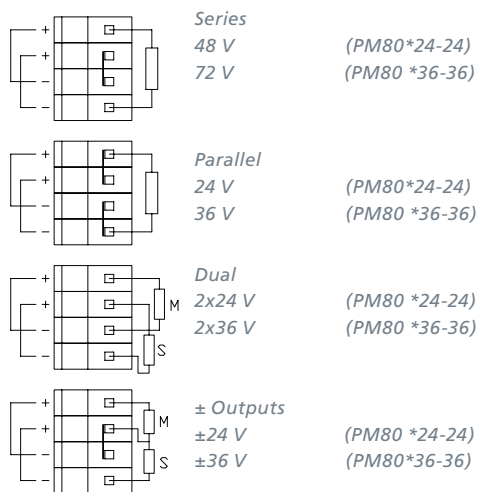 Series
+ 48 V (PM80*24-24)
+ 72 V (PM80 *36-36)
−
−
Parallel
+ 24 V (PM80*24-24)
+ 36 V (PM80 *36-36)
−
−
Dual
+ 2x24 V (PM80 *24-24)
+ 2x36 V (PM80 *36-36)
M
−
− S
± Outputs
+ ±24 V (PM80 *24-24)
M
+ ±36 V (PM80*36-36)
− S
−